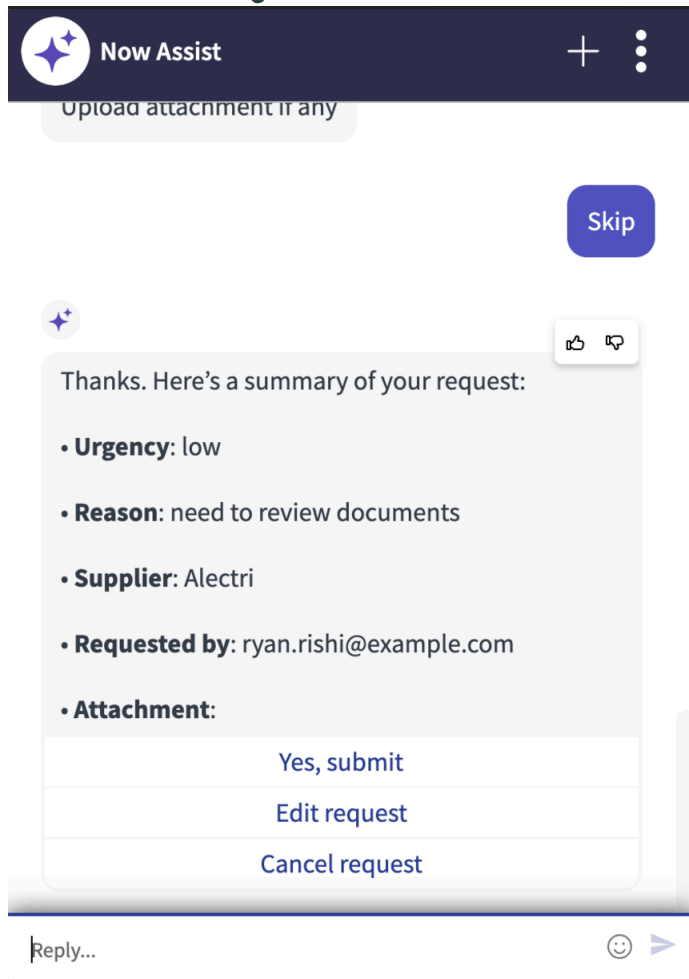 Now Assist
Upload attachment if any
Skip
Thanks. Here’s a summary of your request:
• Urgency: low
• Reason: need to review documents
• Supplier: Alectri
• Requested by: ryan.rishi@example.com
• Attachment:
Yes, submit
Edit request
Cancel request
Reply...